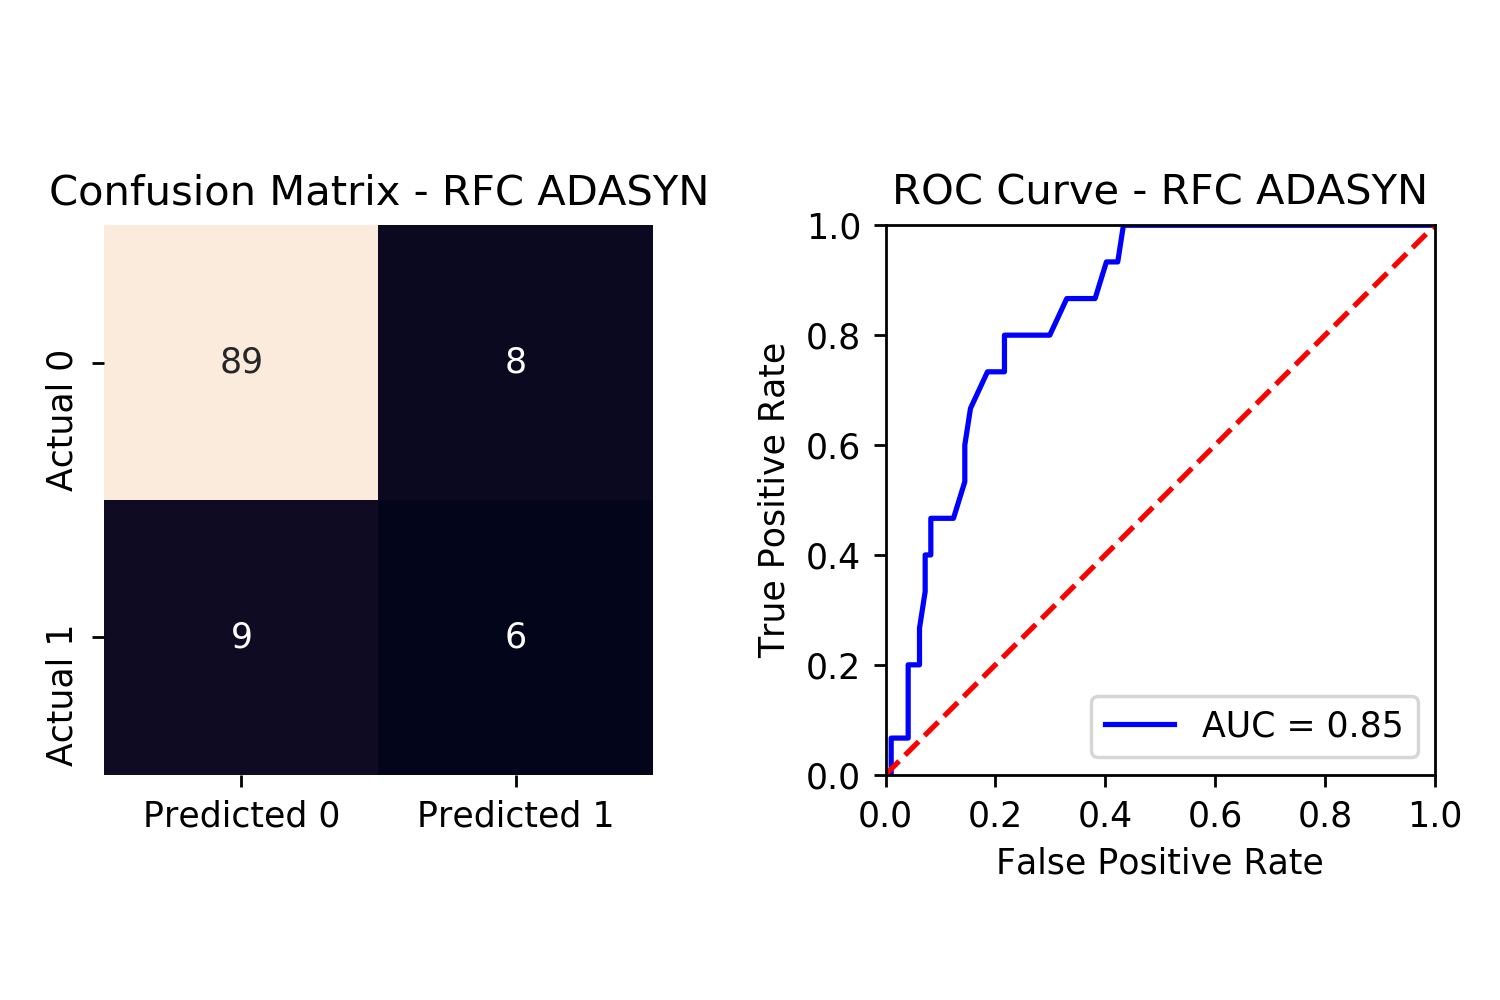 Confusion Matrix - RFC ADASYN
Actual 0
89
8
Actual 1
9
6
Predicted 0
Predicted 1
ROC Curve - RFC ADASYN
True Positive Rate
1.0
0.8
0.6
0.4
0.2
0.0
AUC = 0.85
0.0 0.2 0.4 0.6 0.8 1.0
False Positive Rate